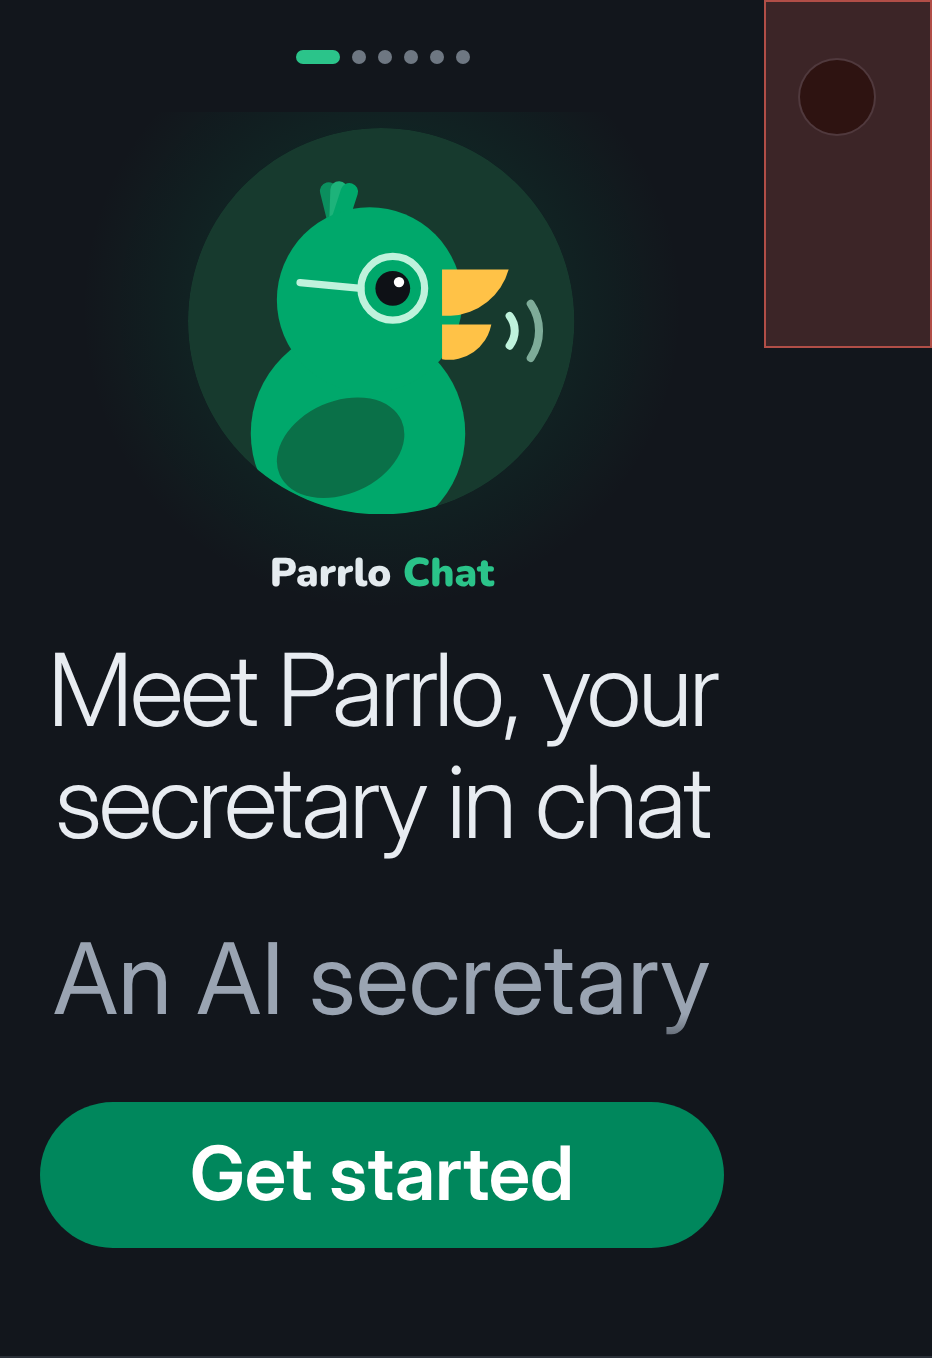 Parrlo Chat
Meet Parrlo, your
secretary in chat
An AI secretary
Get started